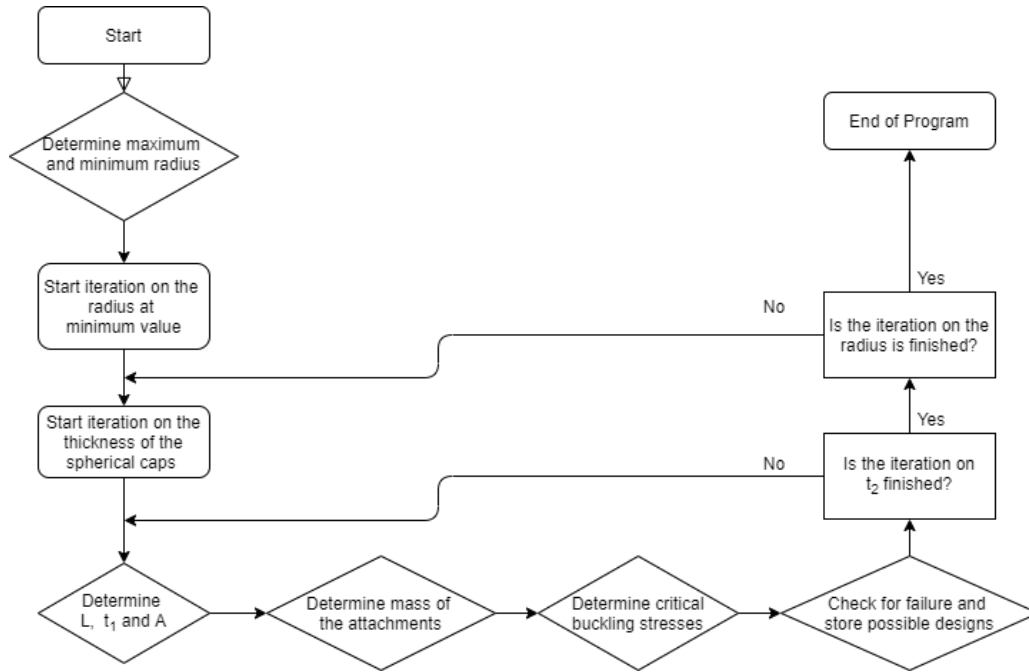 Start
Determine maximum
and minimum radius
Start iteration on the
radius at
minimum value
Start iteration on the
thickness of the
spherical caps
Determine
L, t₁ and A
Determine mass of
the attachments
Determine critical
buckling stresses
Check for failure and
store possible designs
Is the iteration on
t₂ finished?
No
Yes
Is the iteration on the
radius is finished?
No
Yes
End of Program